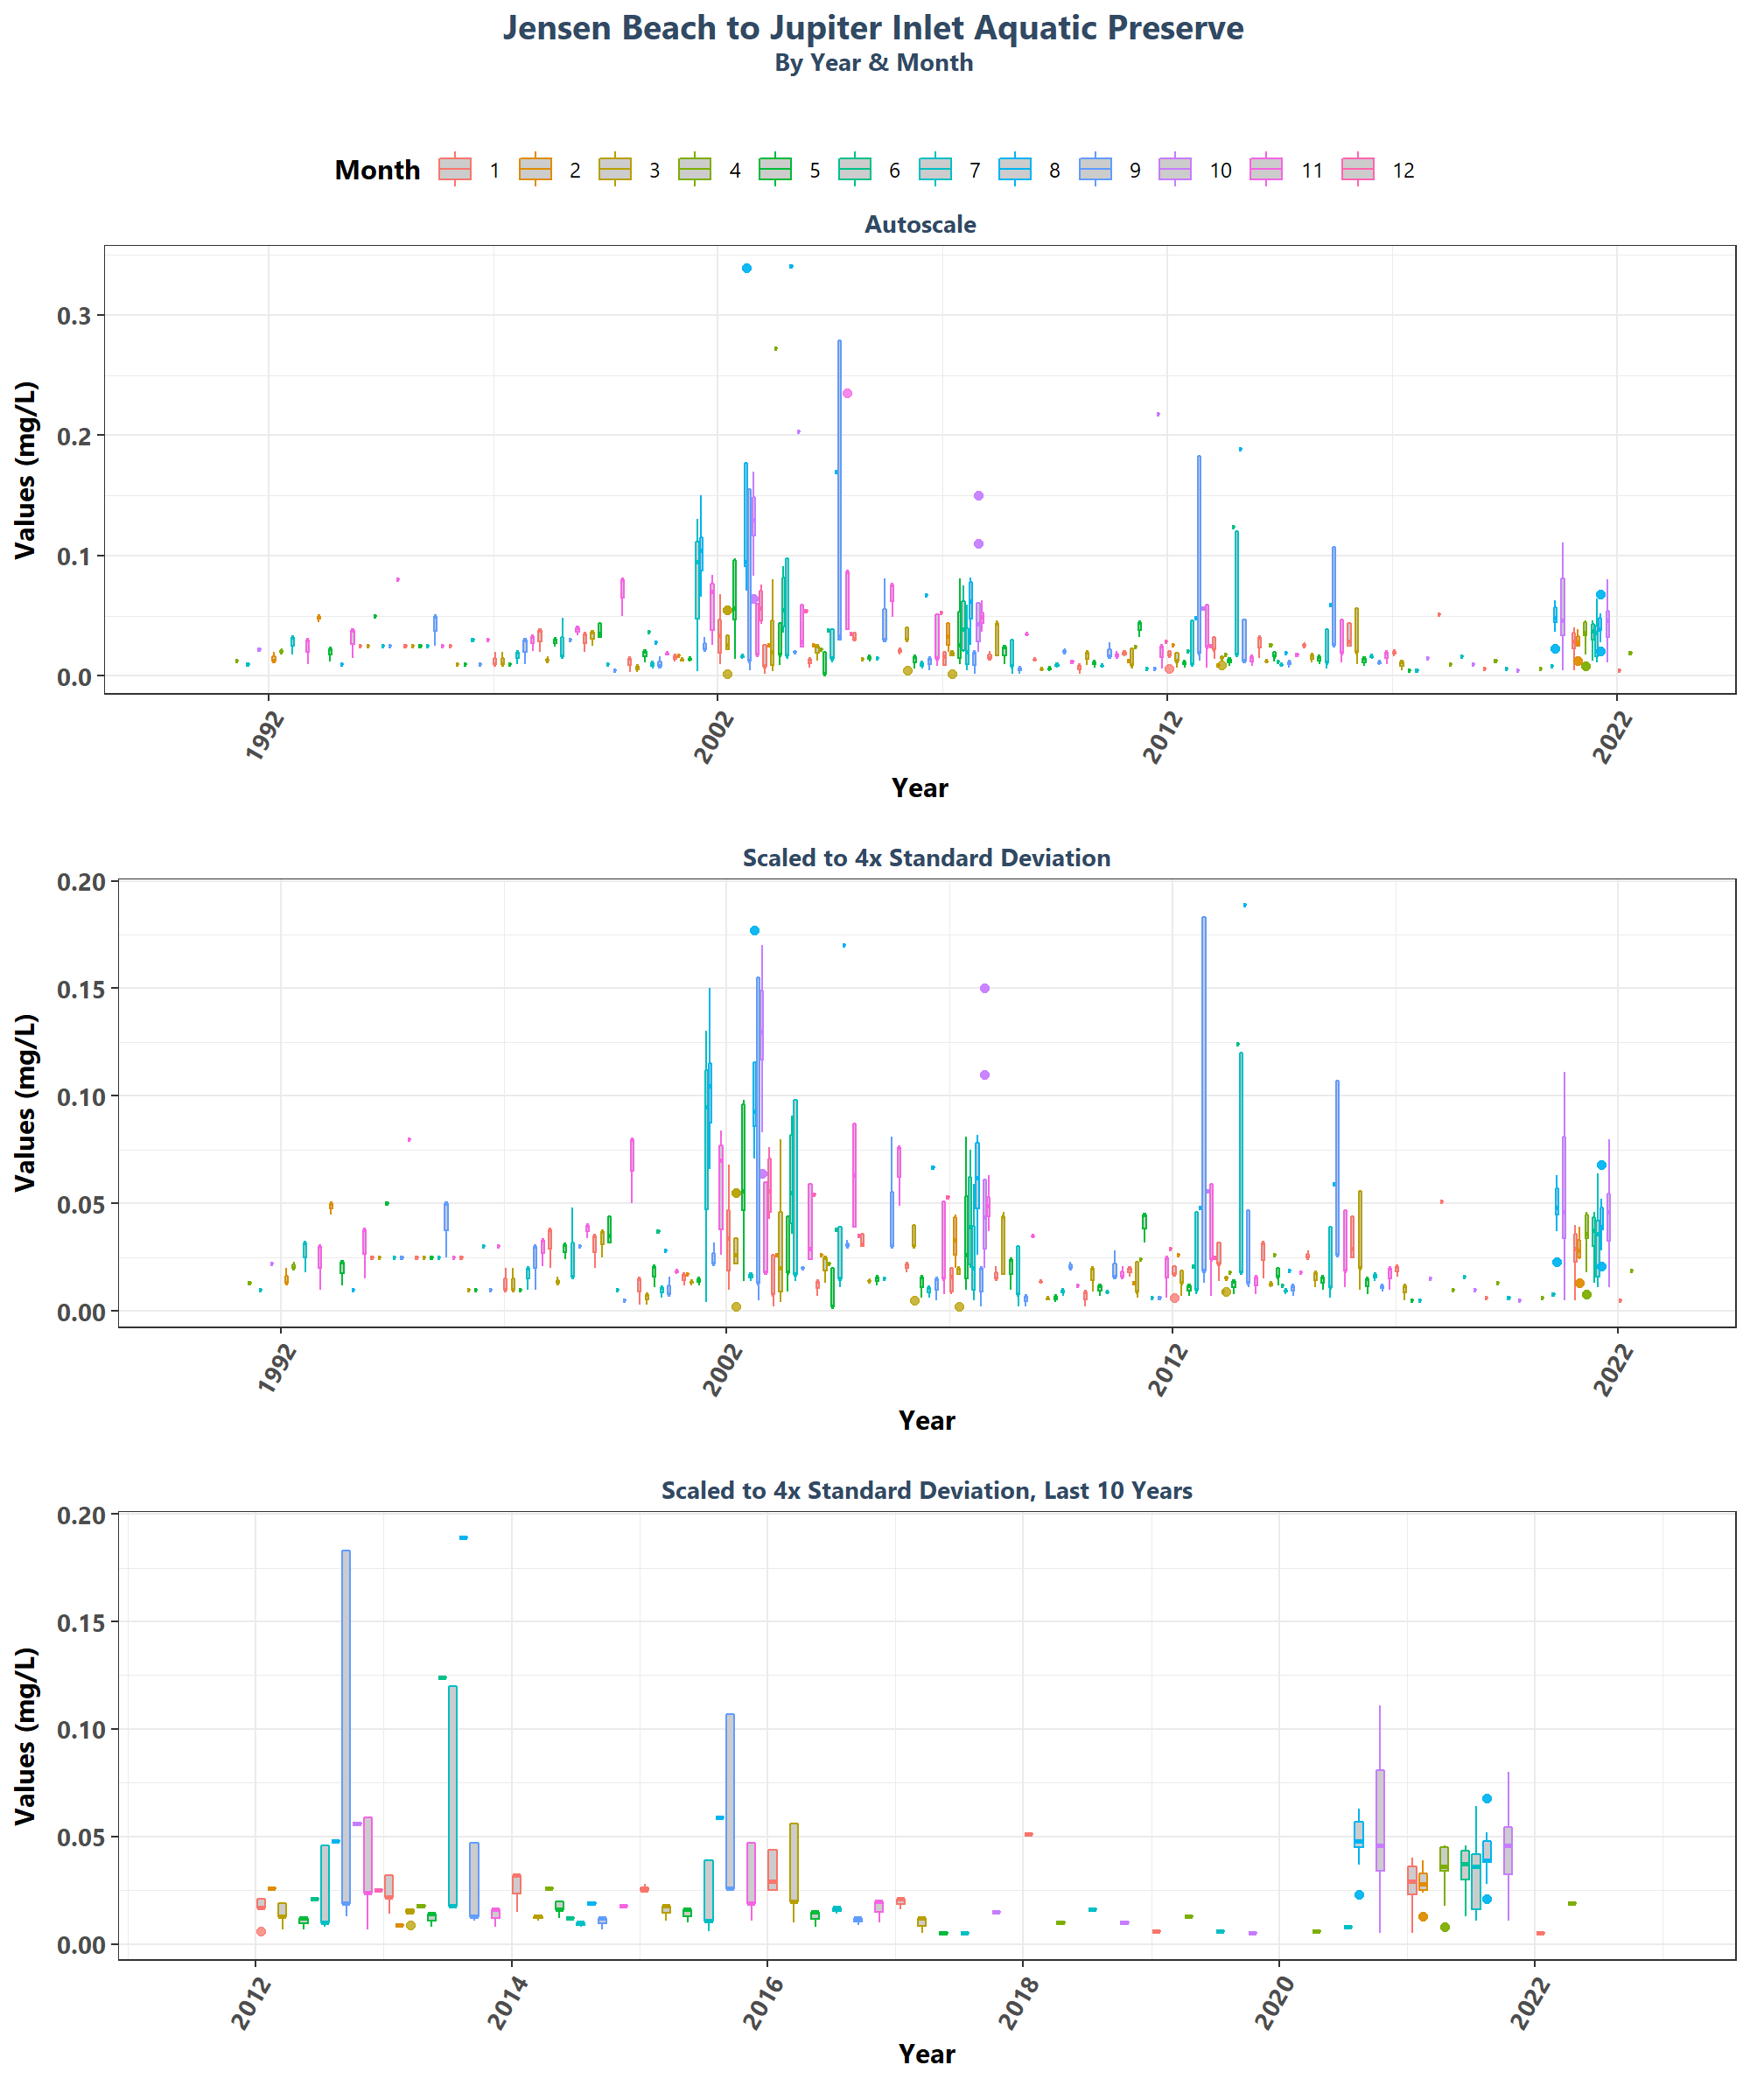 Jensen Beach to Jupiter Inlet Aquatic Preserve
By Year & Month
Month 1 2 3 4 5 6 7 8 9 10 11 12
Autoscale
Values (mg/L)
0.3
0.2
0.1
0.0
1992 2002 2012 2022
Year
Scaled to 4x Standard Deviation
Values (mg/L)
0.20
0.15
0.10
0.05
0.00
1992 2002 2012 2022
Year
Scaled to 4x Standard Deviation, Last 10 Years
Values (mg/L)
0.20
0.15
0.10
0.05
0.00
2012 2014 2016 2018 2020 2022
Year